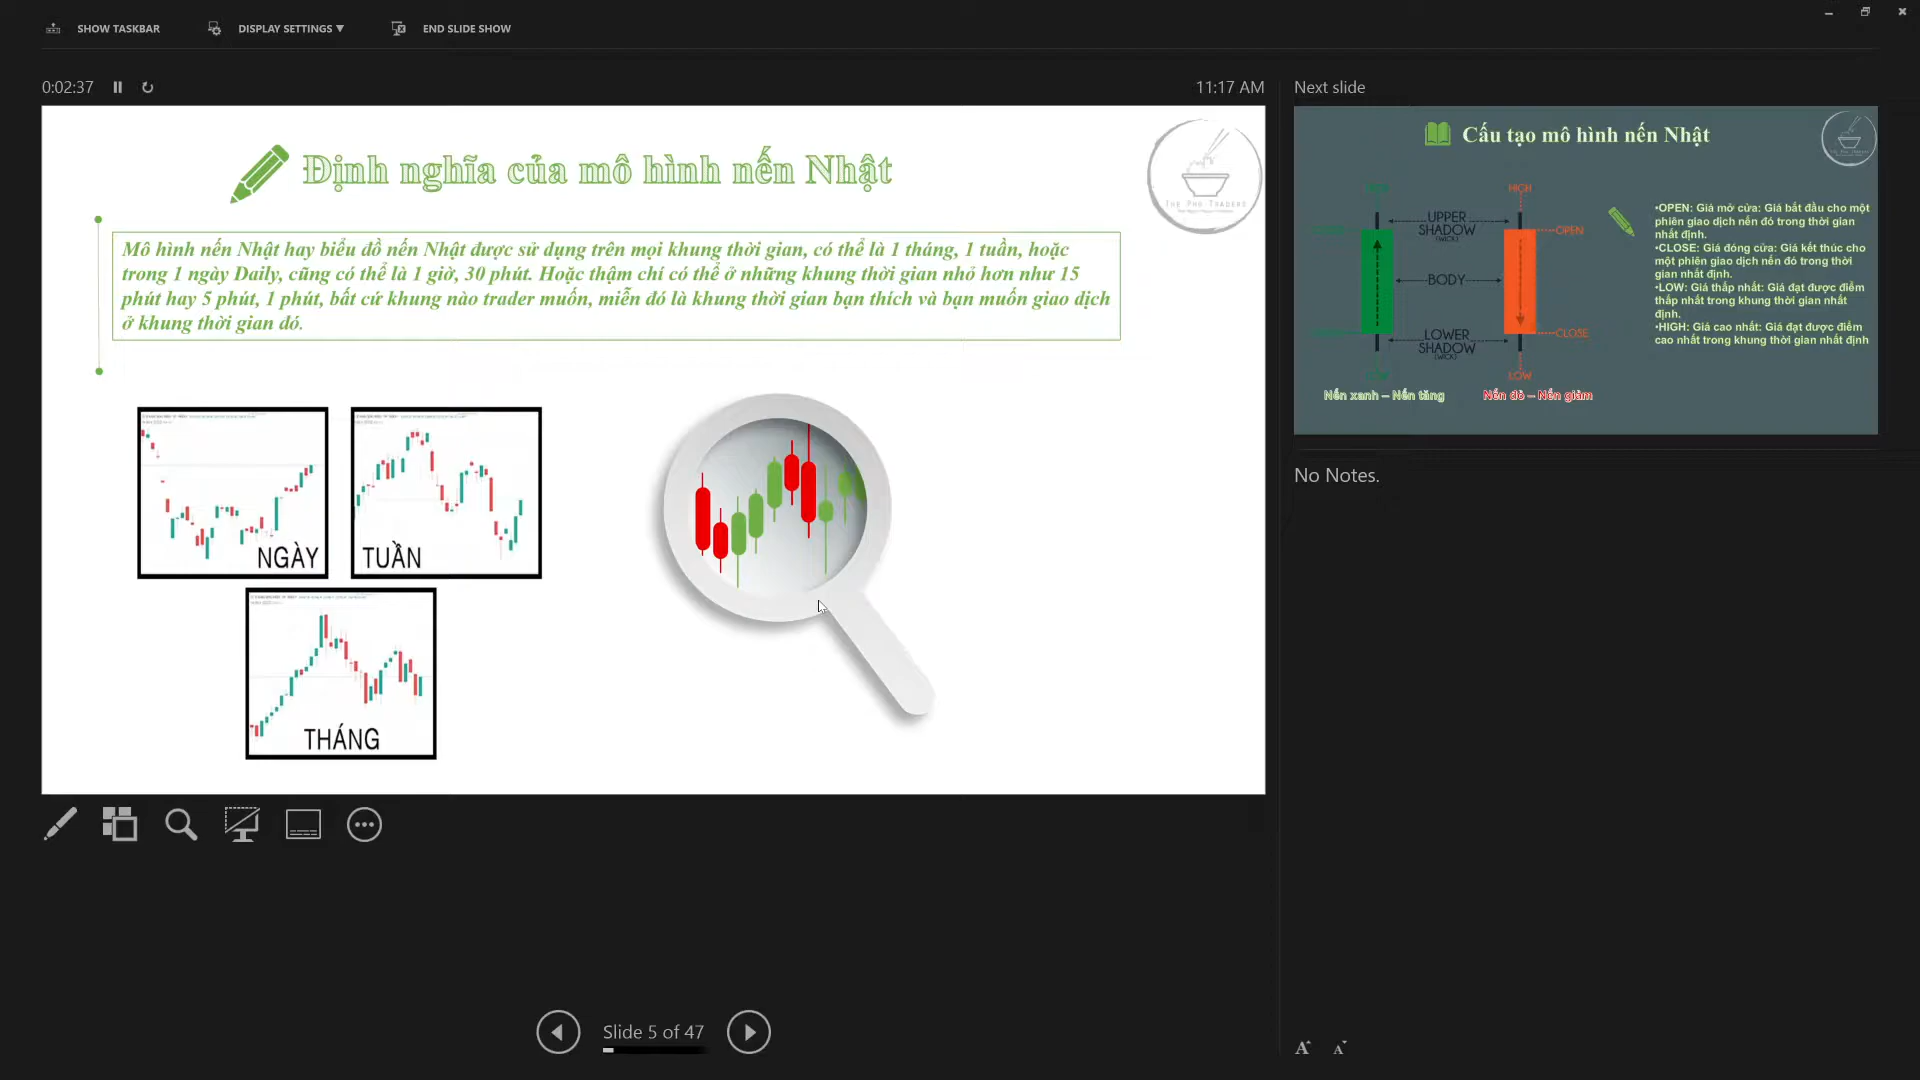 SHOW TASKBAR
DISPLAY SETTINGS ▼
END SLIDE SHOW
0:02:37
11:17 AM
Định nghĩa của mô hình nến Nhật
THE PHO TRADERS
Mô hình nến Nhật hay biểu đồ nến Nhật được sử dụng trên mọi khung thời gian, có thể là 1 tháng, 1 tuần, hoặc
trong 1 ngày Daily, cũng có thể là 1 giờ, 30 phút. Hoặc thậm chí có thể ở những khung thời gian nhỏ hơn như 15
phút hay 5 phút, 1 phút, bất cứ khung nào trader muốn, miễn đó là khung thời gian bạn thích và bạn muốn giao dịch
ở khung thời gian đó.
NGÀY
TUẦN
THÁNG
Slide 5 of 47
Next slide
Cấu tạo mô hình nến Nhật
HIGH
UPPER
SHADOW
(WICK)
OPEN
BODY
LOWER
SHADOW
(WICK)
CLOSE
LOW
Nến xanh – Nến tăng
Nến đỏ – Nến giảm
•OPEN: Giá mở cửa: Giá bắt đầu cho một
phiên giao dịch nến đó trong thời gian
nhất định.
•CLOSE: Giá đóng cửa: Giá kết thúc cho
một phiên giao dịch nến đó trong thời
gian nhất định.
•LOW: Giá thấp nhất: Giá đạt được điểm
thấp nhất trong khung thời gian nhất
định.
•HIGH: Giá cao nhất: Giá đạt được điểm
cao nhất trong khung thời gian nhất định
No Notes.